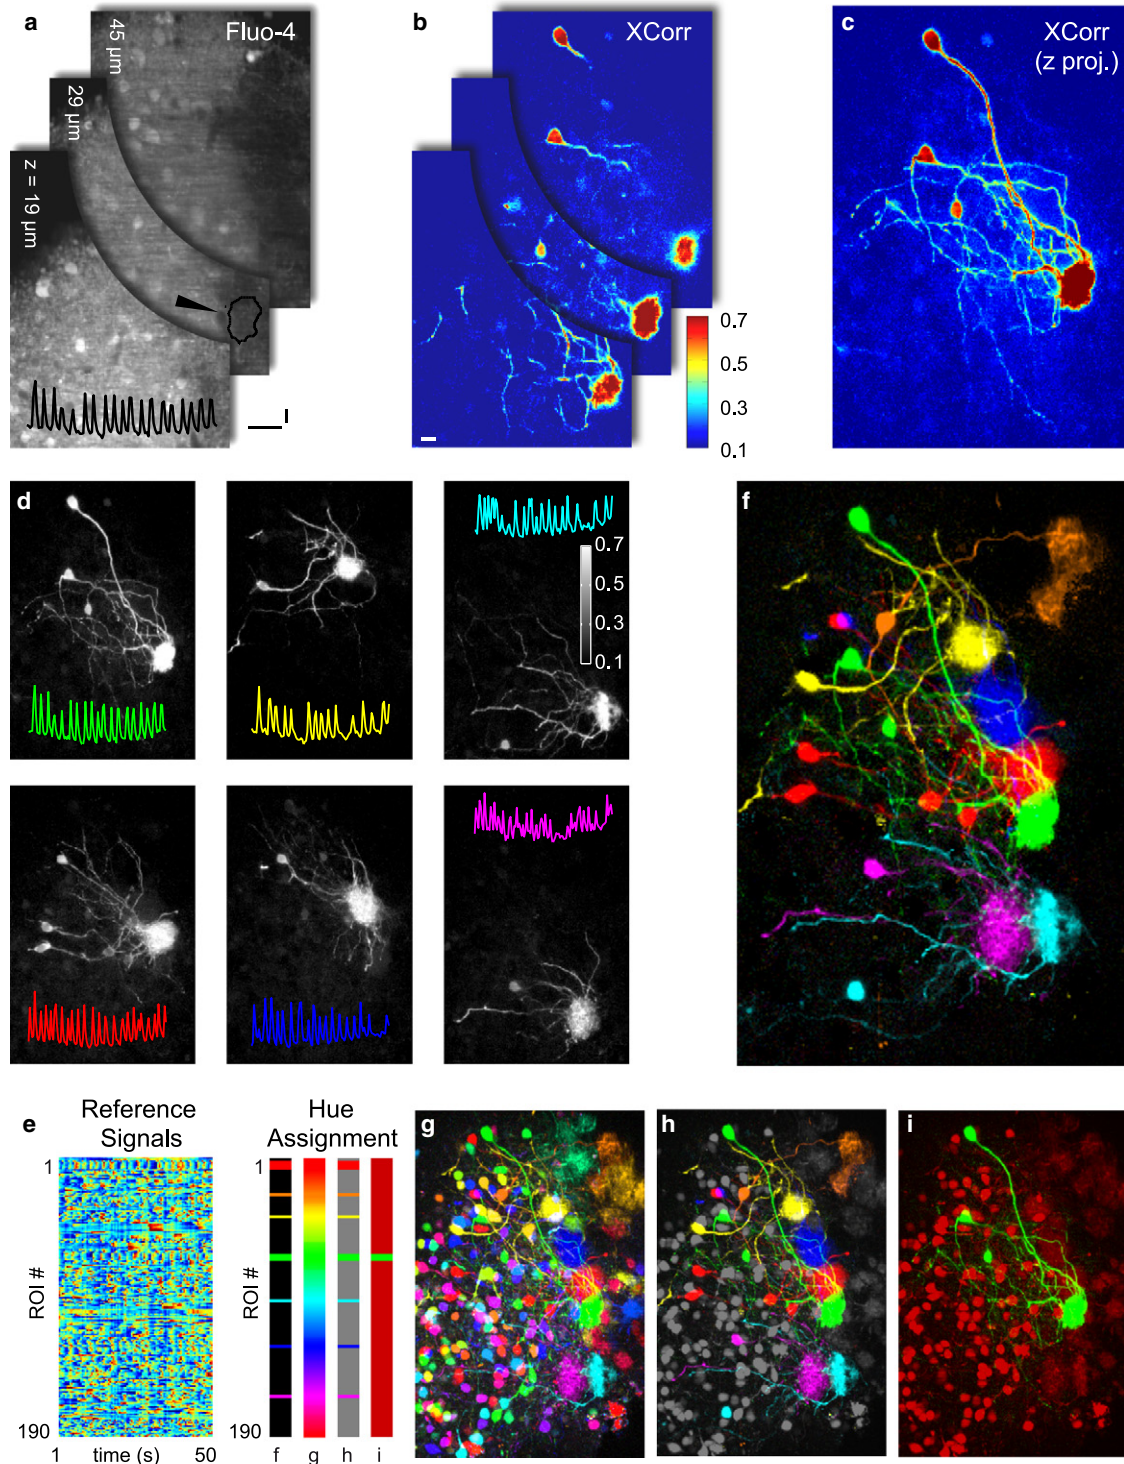 a
Fluo-4
45 µm
29 µm
z = 19 µm
b
XCorr
0.7
0.5
0.3
0.1
c
XCorr
(z proj.)
d
0.7
0.5
0.3
0.1
f
e
Reference
Signals
1
ROI #
190
1
time (s)
50
Hue
Assignment
1
ROI #
190
f
g
h
i
g
h
i